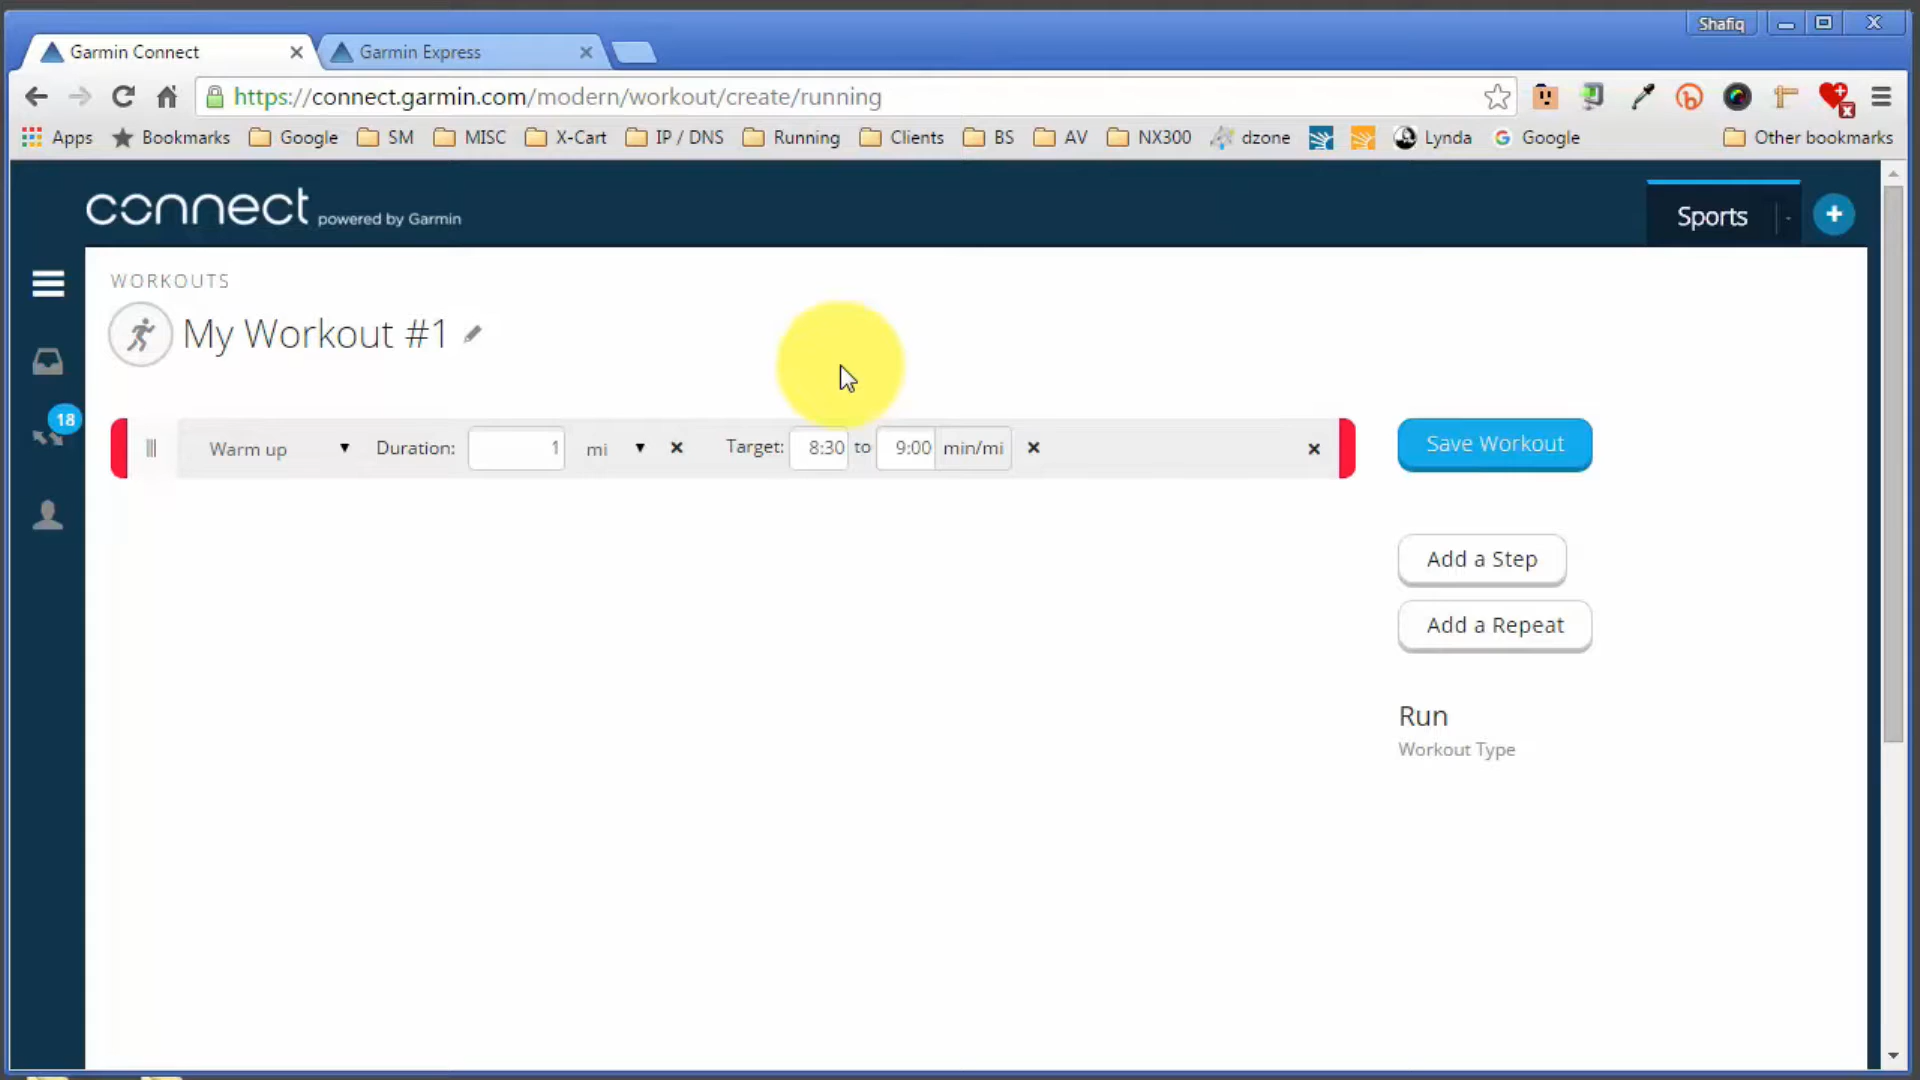 Shafiq
Garmin Connect
Garmin Express
https://connect.garmin.com/modern/workout/create/running
Apps Bookmarks Google SM MISC X-Cart IP / DNS Running Clients BS AV NX300 dzone Lynda Google Other bookmarks
connect powered by Garmin
Sports
WORKOUTS
My Workout #1
18
Warm up Duration: 1 mi Target: 8:30 to 9:00 min/mi
Save Workout
Add a Step
Add a Repeat
Run
Workout Type